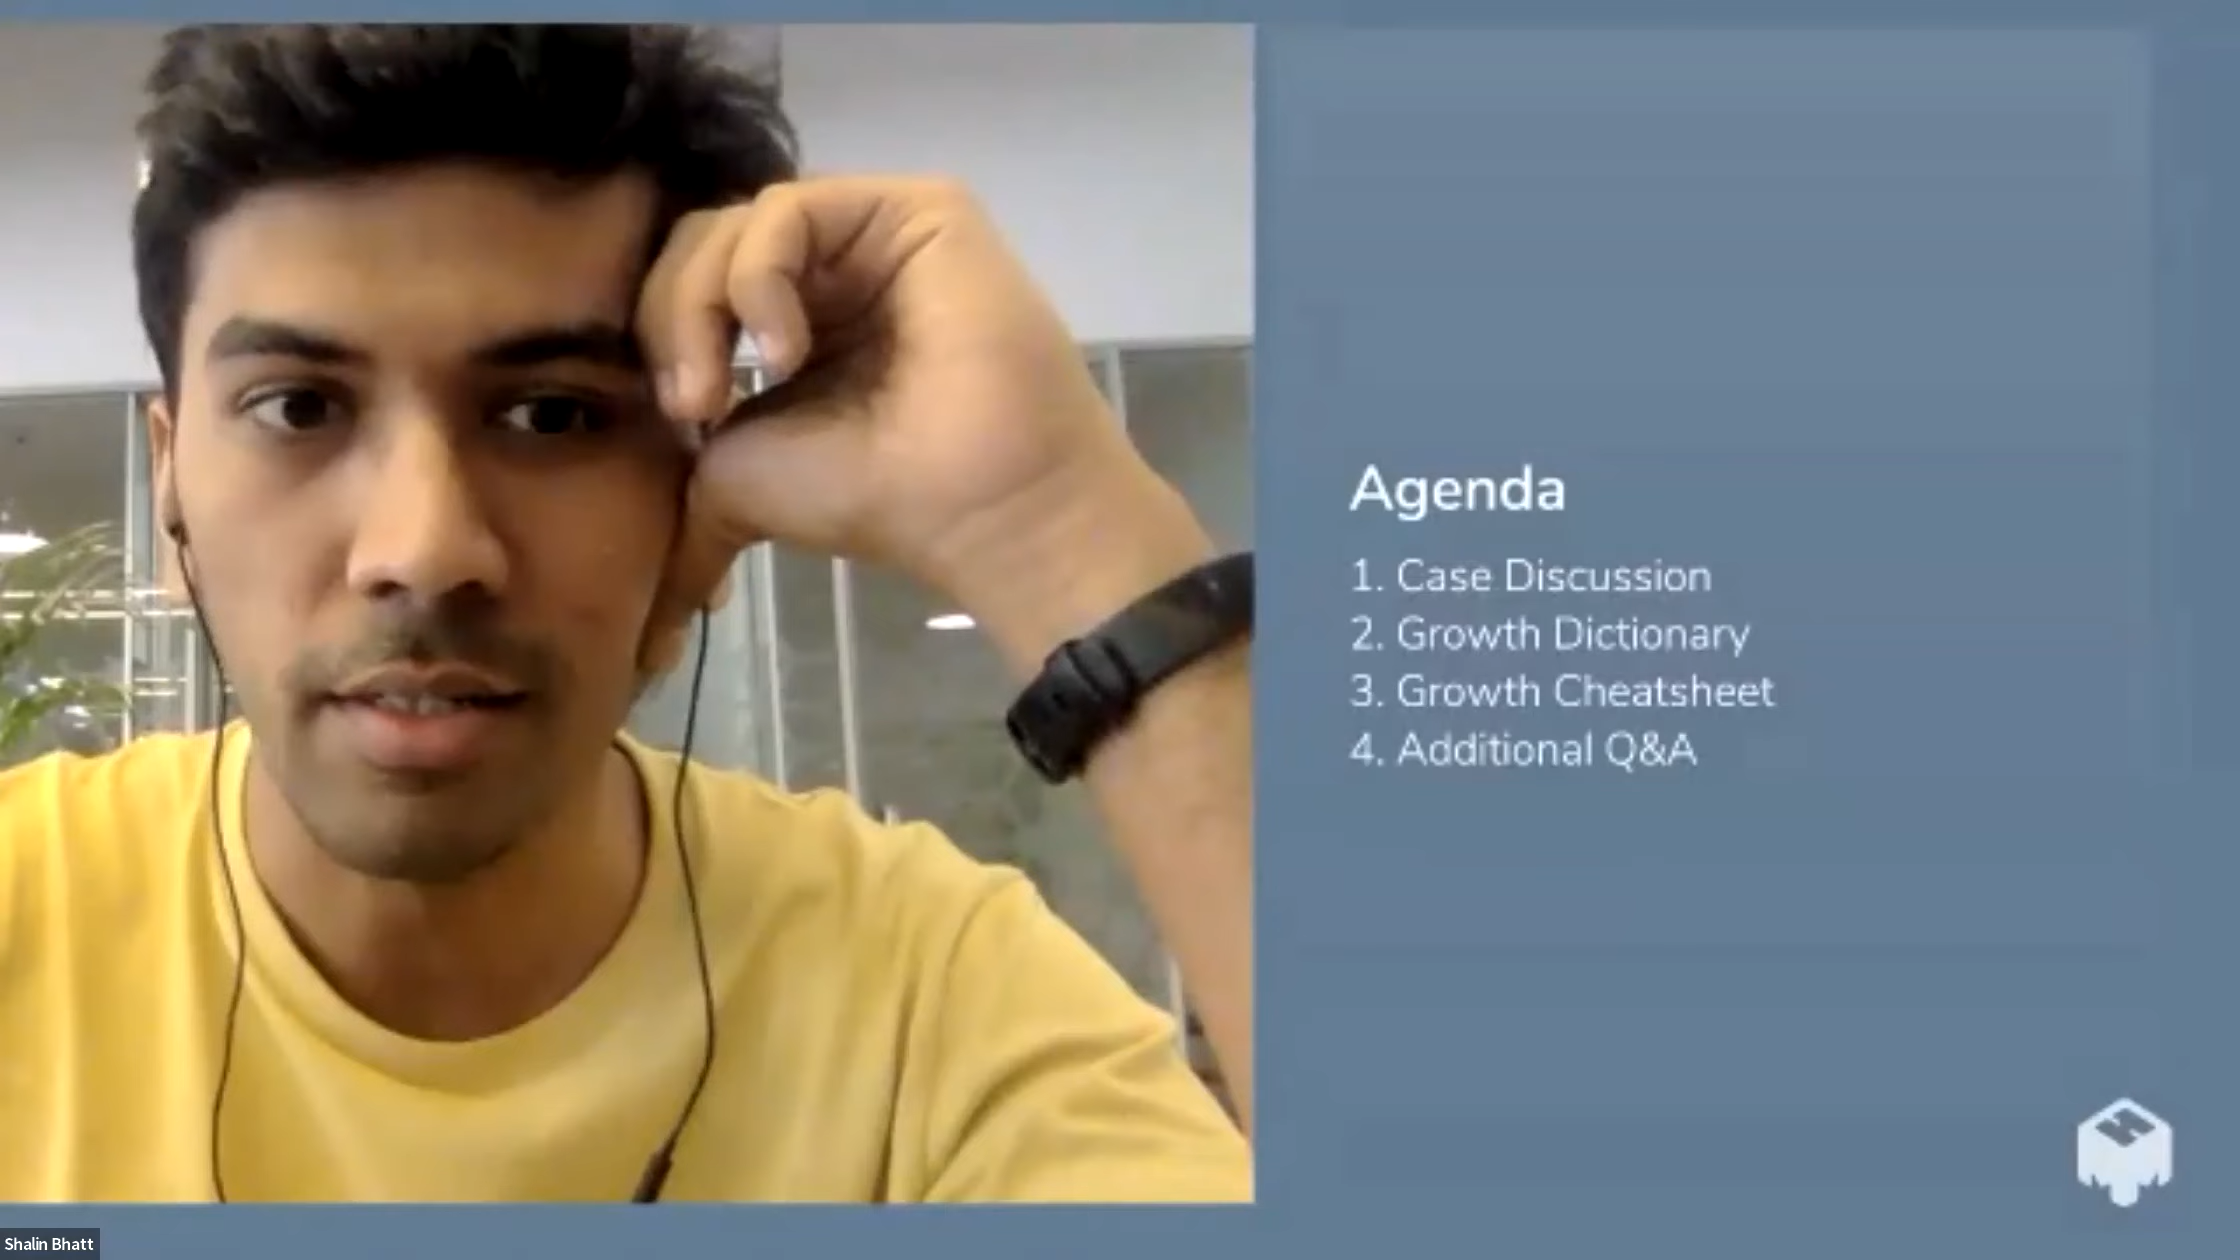 Agenda
1. Case Discussion
2. Growth Dictionary
3. Growth Cheatsheet
4. Additional Q&A
Shalin Bhatt